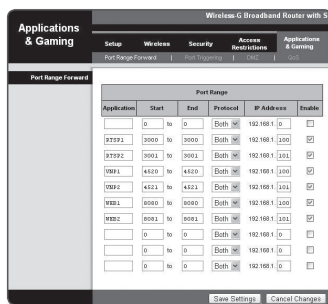 Wireless-G Broadband Router with S
Applications & Gaming
Setup Wireless Security Access Restrictions Applications & Gaming
Port Range Forward | Port Triggering | DMZ | QoS
Port Range Forward
Port Range
Application Start End Protocol IP Address Enable
0 to 0 Both 192.168.1. 0
RTSP1 3000 to 3000 Both 192.168.1. 100
RTSP2 3001 to 3001 Both 192.168.1. 101
VNP1 4520 to 4520 Both 192.168.1. 100
VNP2 4521 to 4521 Both 192.168.1. 101
WEB1 8080 to 8080 Both 192.168.1. 100
WEB2 8081 to 8081 Both 192.168.1. 101
0 to 0 Both 192.168.1. 0
0 to 0 Both 192.168.1. 0
0 to 0 Both 192.168.1. 0
Save Settings Cancel Changes